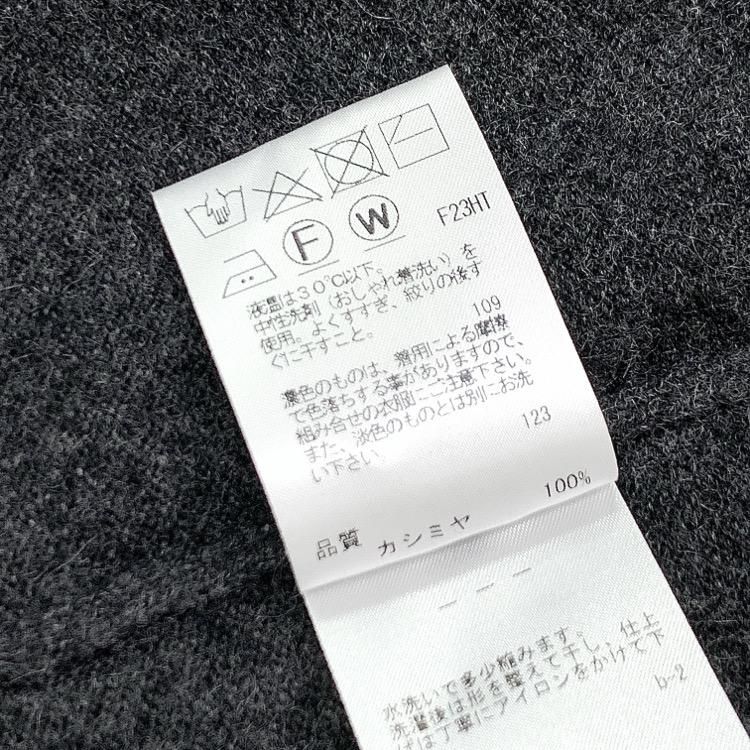 F W F23HT
液温は30℃以下。
中性洗剤（おしゃれ着洗い）を
使用。よくすすぎ、絞りの後す
ぐに干すこと。 109
濃色のものは、着用による摩擦
で色落ちする事がありますので、
組み合せの衣服にご注意下さい。
また、淡色のものとは別にお洗
い下さい。 123
品質 カシミヤ 100%
— — —
水洗いで多少縮みます。
洗濯後は形を整えて干し、仕上
げは丁寧にアイロンをかけて下
b-2